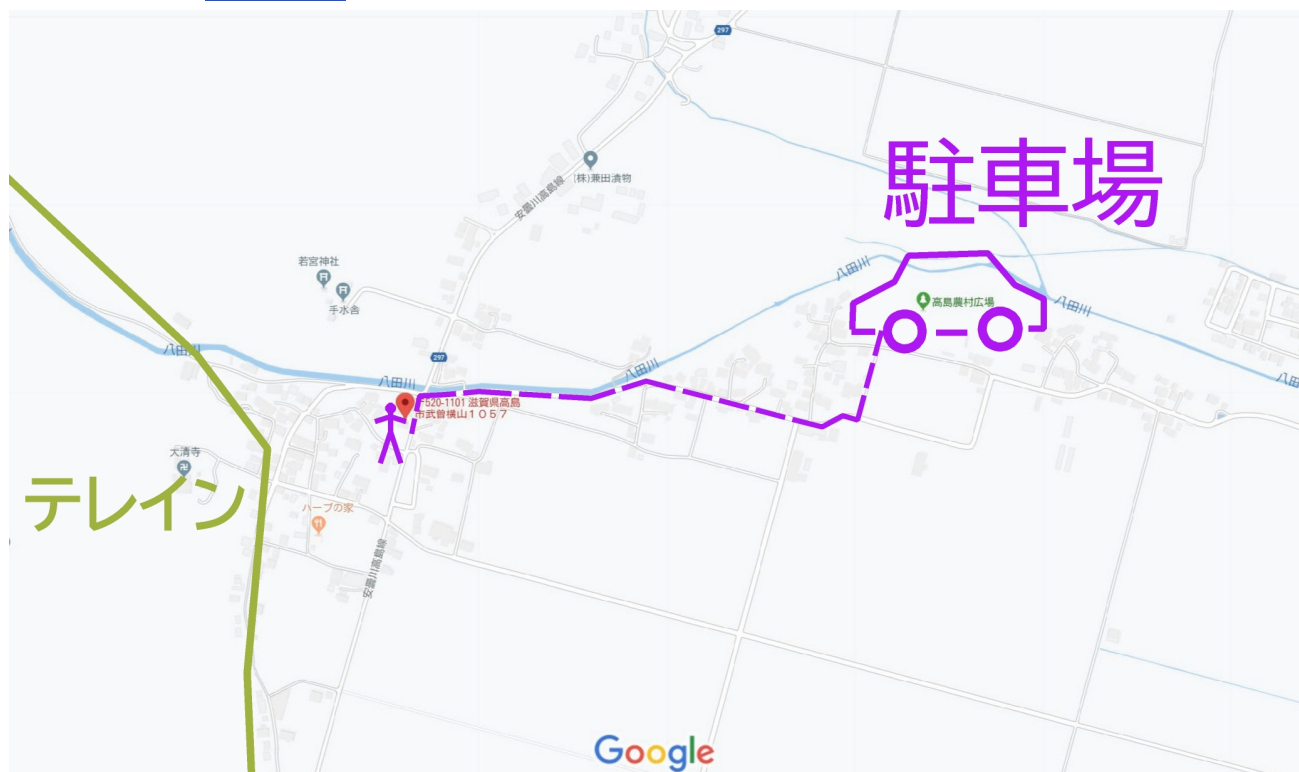 297
(株)兼田漬物
安曇川高島線
駐車場
若宮神社
手水舎
八田川
高島農村広場
八田川
八田川
297
八田川
八田川
八田川
〒520-1101 滋賀県高島
市武曽横山1057
大清寺
テレイン
ハーブの家
安曇川高島線
Google